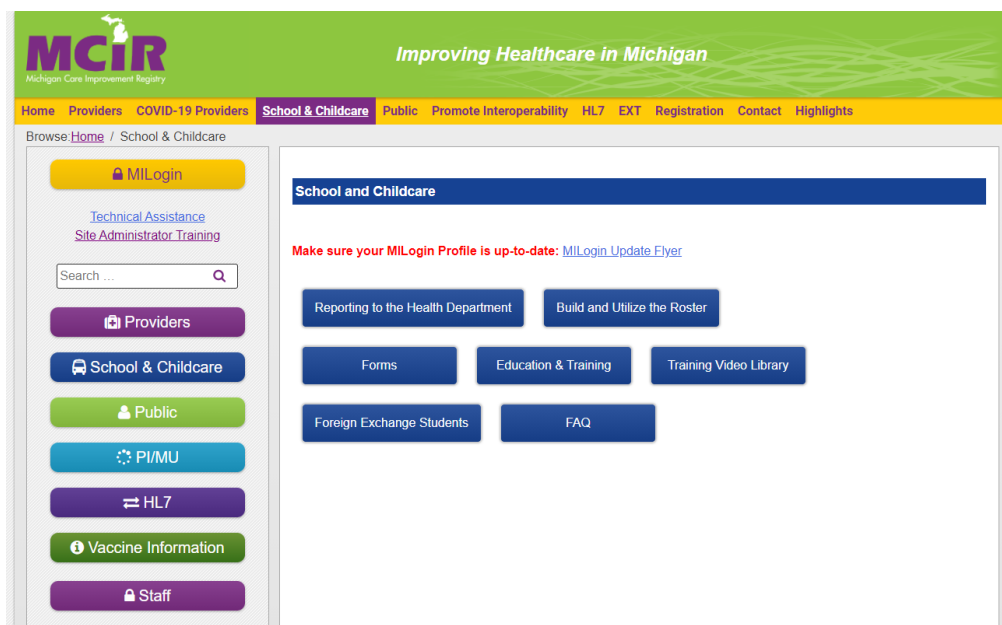 MCiR
Michigan Care Improvement Registry
Improving Healthcare in Michigan
Home Providers COVID-19 Providers School & Childcare Public Promote Interoperability HL7 EXT Registration Contact Highlights
Browse:Home / School & Childcare
MILogin
Technical Assistance
Site Administrator Training
Search ...
Providers
School & Childcare
Public
PI/MU
HL7
Vaccine Information
Staff
School and Childcare
Make sure your MILogin Profile is up-to-date: MILogin Update Flyer
Reporting to the Health Department Build and Utilize the Roster
Forms Education & Training Training Video Library
Foreign Exchange Students FAQ